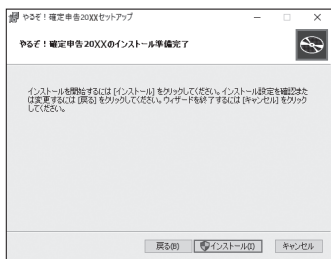 やるぞ！確定申告20XXセットアップ
やるぞ！確定申告20XXのインストール準備完了
インストールを開始するには [インストール] をクリックしてください。インストール設定を確認また
は変更するには [戻る] をクリックしてください。ウィザードを終了するには [キャンセル] をクリック
してください。
戻る(B) インストール(I) キャンセル